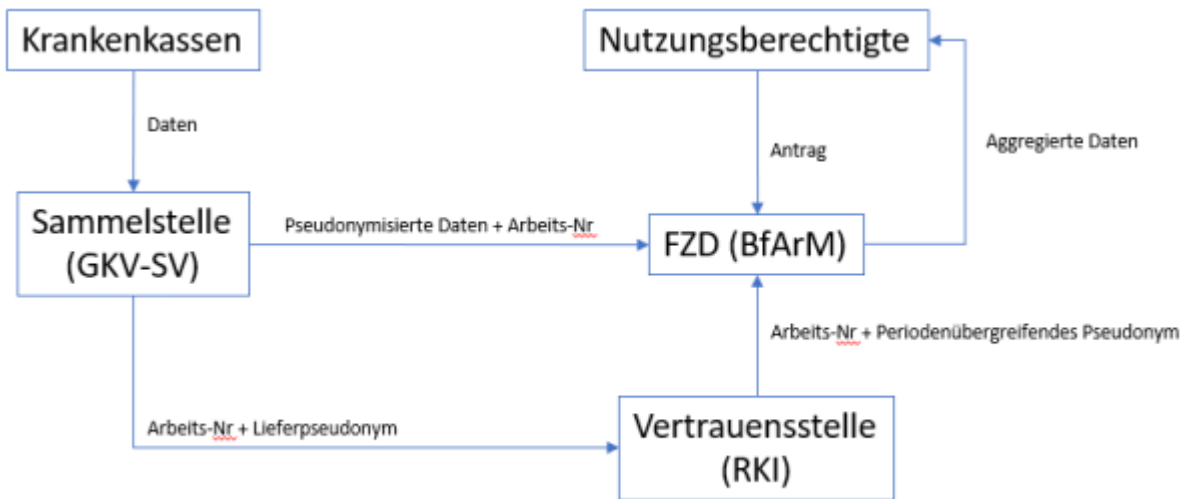 Krankenkassen
Nutzungsberechtigte
Daten
Antrag
Aggregierte Daten
Sammelstelle
(GKV-SV)
Pseudonymisierte Daten + Arbeits-Nr
FZD (BfArM)
Arbeits-Nr + Periodenübergreifendes Pseudonym
Arbeits-Nr + Lieferpseudonym
Vertrauensstelle
(RKI)